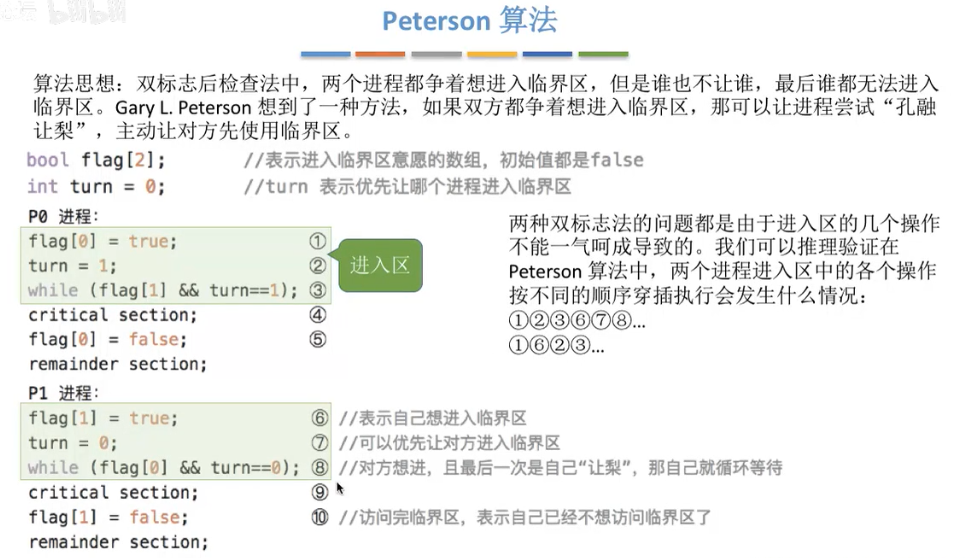 bilibili
Peterson 算法
算法思想：双标志后检查法中，两个进程都争着想进入临界区，但是谁也不让谁，最后谁都无法进入
临界区。Gary L. Peterson 想到了一种方法，如果双方都争着想进入临界区，那可以让进程尝试“孔融
让梨”，主动让对方先使用临界区。
bool flag[2]; //表示进入临界区意愿的数组，初始值都是false
int turn = 0; //turn 表示优先让哪个进程进入临界区
P0 进程：
flag[0] = true; ①
turn = 1; ②
while (flag[1] && turn==1); ③
critical section; ④
flag[0] = false; ⑤
remainder section;
进入区
两种双标志法的问题都是由于进入区的几个操作
不能一气呵成导致的。我们可以推理验证在
Peterson 算法中，两个进程进入区中的各个操作
按不同的顺序穿插执行会发生什么情况：
①②③⑥⑦⑧...
①⑥②③...
P1 进程：
flag[1] = true; ⑥ //表示自己想进入临界区
turn = 0; ⑦ //可以优先让对方进入临界区
while (flag[0] && turn==0); ⑧ //对方想进，且最后一次是自己“让梨”，那自己就循环等待
critical section; ⑨
flag[1] = false; ⑩ //访问完临界区，表示自己已经不想访问临界区了
remainder section;